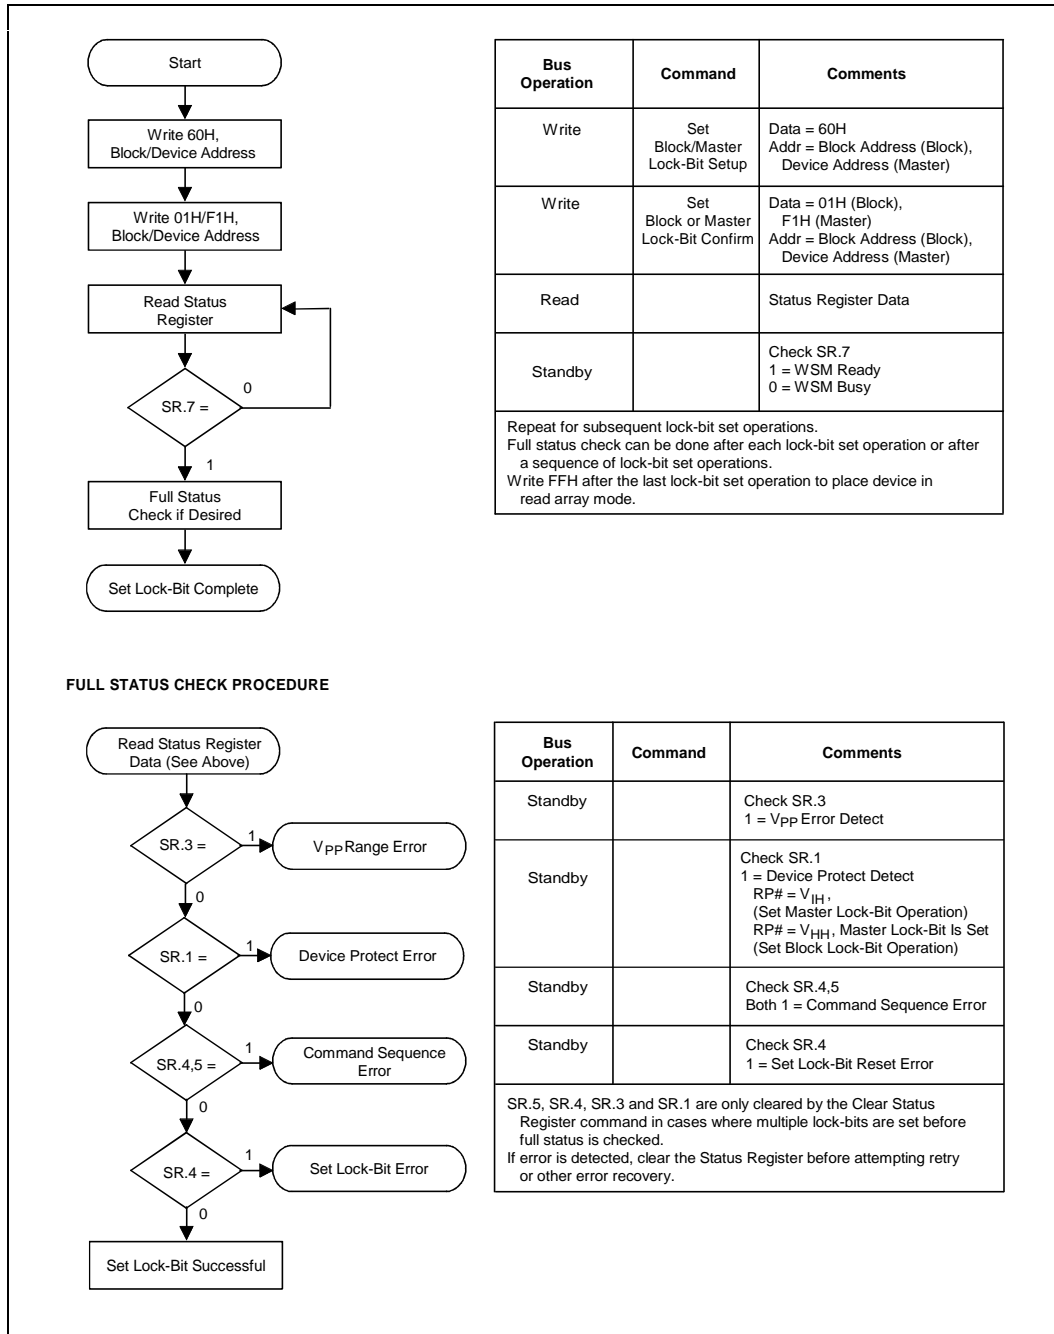 Start
Write 60H,
Block/Device Address
Write 01H/F1H,
Block/Device Address
Read Status
Register
SR.7 =
0
1
Full Status
Check if Desired
Set Lock-Bit Complete
Bus
Operation
Command
Comments
Write
Set
Block/Master
Lock-Bit Setup
Data = 60H
Addr = Block Address (Block),
Device Address (Master)
Write
Set
Block or Master
Lock-Bit Confirm
Data = 01H (Block),
F1H (Master)
Addr = Block Address (Block),
Device Address (Master)
Read
Status Register Data
Standby
Check SR.7
1 = WSM Ready
0 = WSM Busy
Repeat for subsequent lock-bit set operations.
Full status check can be done after each lock-bit set operation or after
a sequence of lock-bit set operations.
Write FFH after the last lock-bit set operation to place device in
read array mode.
FULL STATUS CHECK PROCEDURE
Read Status Register
Data (See Above)
SR.3 =
1
VPP Range Error
0
SR.1 =
1
Device Protect Error
0
SR.4,5 =
1
Command Sequence
Error
0
SR.4 =
1
Set Lock-Bit Error
0
Set Lock-Bit Successful
Bus
Operation
Command
Comments
Standby
Check SR.3
1 = VPP Error Detect
Standby
Check SR.1
1 = Device Protect Detect
RP# = VIH,
(Set Master Lock-Bit Operation)
RP# = VHH, Master Lock-Bit Is Set
(Set Block Lock-Bit Operation)
Standby
Check SR.4,5
Both 1 = Command Sequence Error
Standby
Check SR.4
1 = Set Lock-Bit Reset Error
SR.5, SR.4, SR.3 and SR.1 are only cleared by the Clear Status
Register command in cases where multiple lock-bits are set before
full status is checked.
If error is detected, clear the Status Register before attempting retry
or other error recovery.